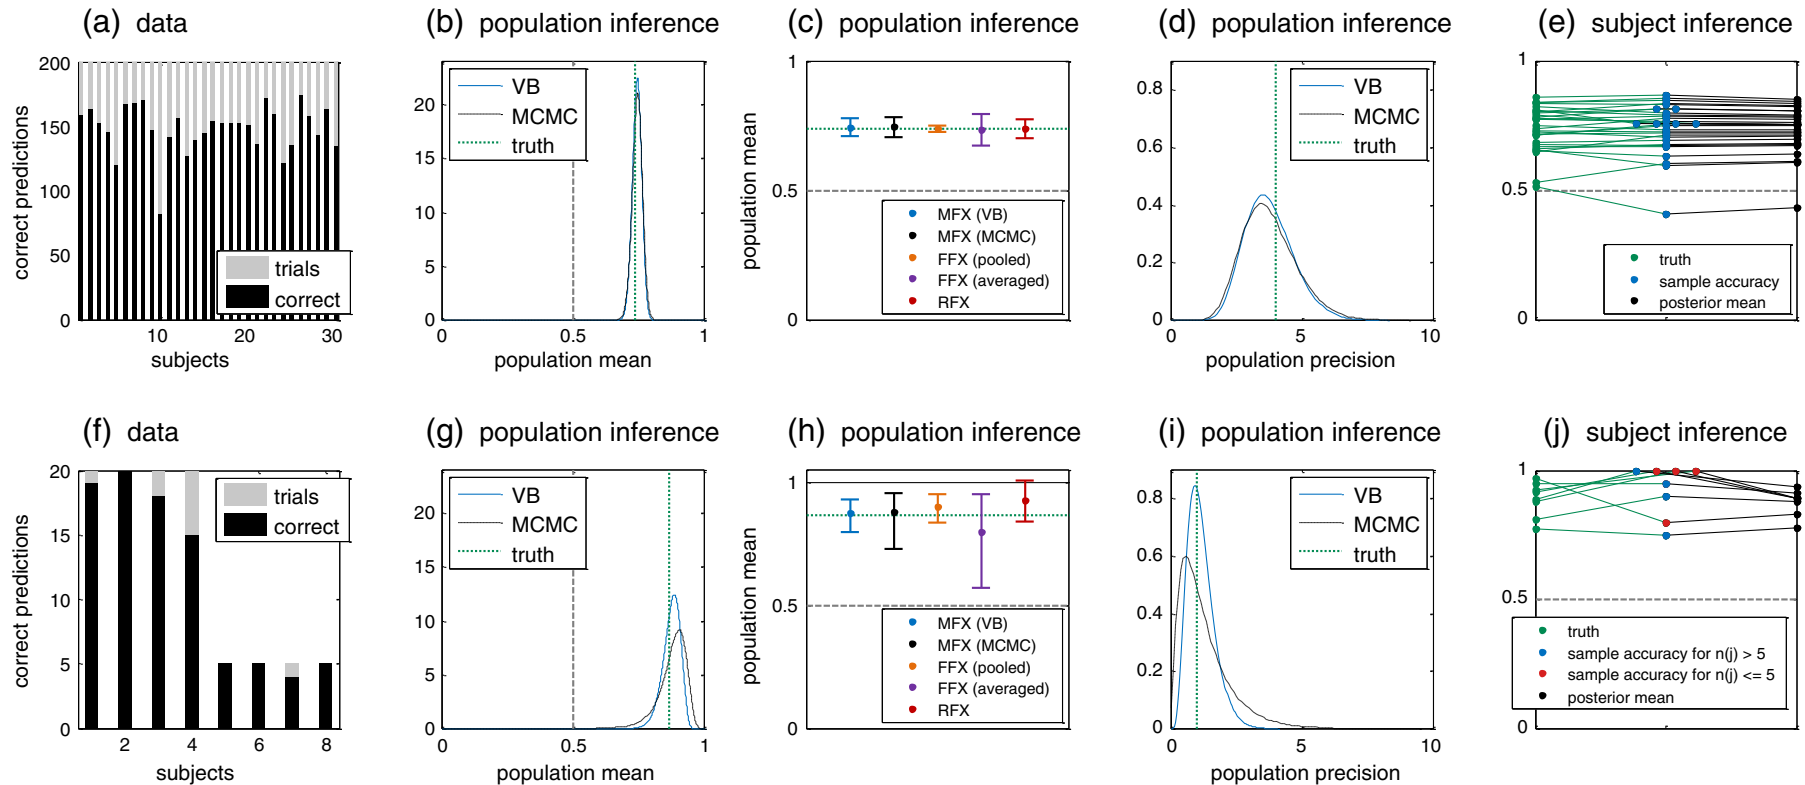 (a) data
correct predictions
200
150
100
50
0
trials
correct
10
20
30
subjects
(b) population inference
20
15
10
5
0
VB
MCMC
truth
0
0.5
1
population mean
(c) population inference
population mean
1
0.5
0
MFX (VB)
MFX (MCMC)
FFX (pooled)
FFX (averaged)
RFX
(d) population inference
0.8
0.6
0.4
0.2
0
VB
MCMC
truth
0
5
10
population precision
(e) subject inference
1
0.5
0
truth
sample accuracy
posterior mean
(f) data
correct predictions
20
15
10
5
0
trials
correct
2
4
6
8
subjects
(g) population inference
20
15
10
5
0
VB
MCMC
truth
0
0.5
1
population mean
(h) population inference
population mean
1
0.5
0
MFX (VB)
MFX (MCMC)
FFX (pooled)
FFX (averaged)
RFX
(i) population inference
0.8
0.6
0.4
0.2
0
VB
MCMC
truth
0
5
10
population precision
(j) subject inference
1
0.5
0
truth
sample accuracy for n(j) > 5
sample accuracy for n(j) <= 5
posterior mean